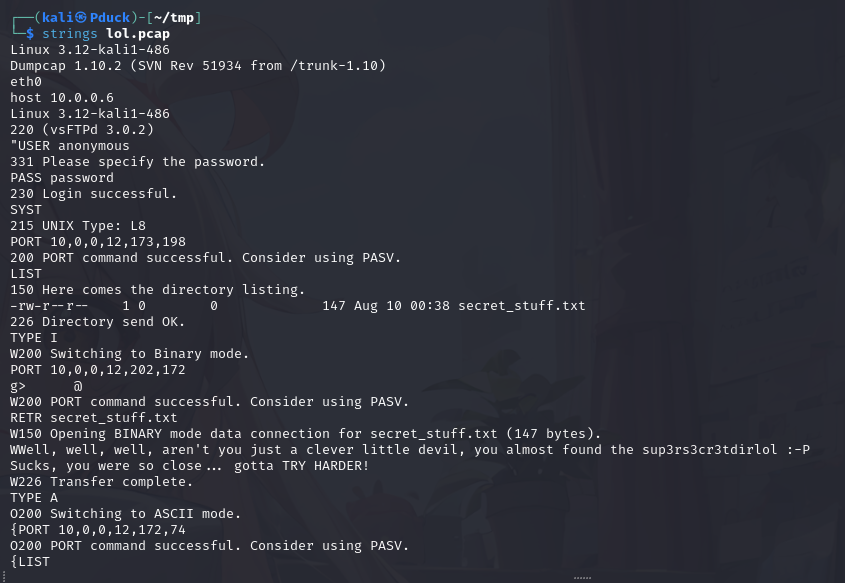 ┌──(kali㉿Pduck)-[~/tmp]
└─$ strings lol.pcap
Linux 3.12-kali1-486
Dumpcap 1.10.2 (SVN Rev 51934 from /trunk-1.10)
eth0
host 10.0.0.6
Linux 3.12-kali1-486
220 (vsFTPd 3.0.2)
"USER anonymous
331 Please specify the password.
PASS password
230 Login successful.
SYST
215 UNIX Type: L8
PORT 10,0,0,12,173,198
200 PORT command successful. Consider using PASV.
LIST
150 Here comes the directory listing.
-rw-r--r--    1 0        0             147 Aug 10 00:38 secret_stuff.txt
226 Directory send OK.
TYPE I
W200 Switching to Binary mode.
PORT 10,0,0,12,202,172
g>      @
W200 PORT command successful. Consider using PASV.
RETR secret_stuff.txt
W150 Opening BINARY mode data connection for secret_stuff.txt (147 bytes).
WWell, well, well, aren't you just a clever little devil, you almost found the sup3rs3cr3tdirlol :-P
Sucks, you were so close... gotta TRY HARDER!
W226 Transfer complete.
TYPE A
O200 Switching to ASCII mode.
{PORT 10,0,0,12,172,74
O200 PORT command successful. Consider using PASV.
{LIST